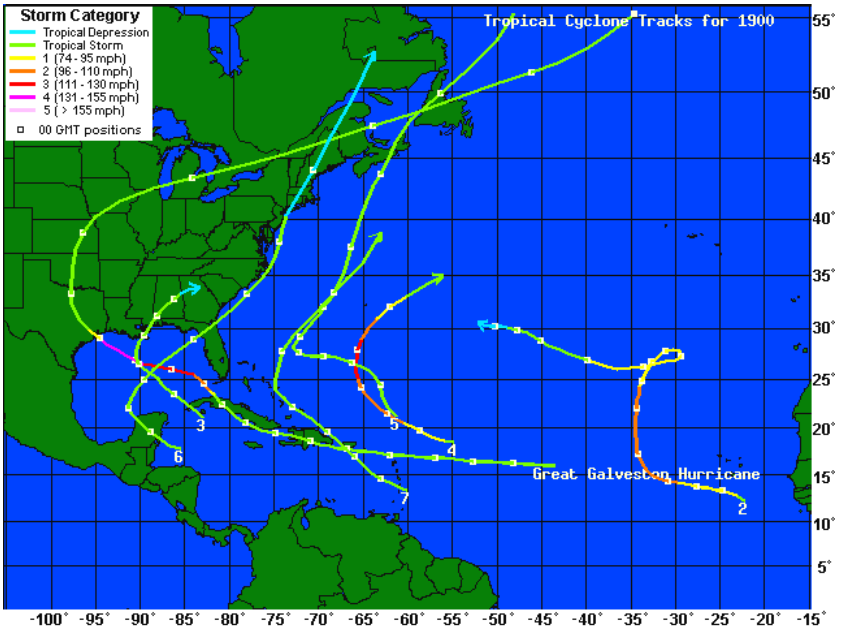 Storm Category
Tropical Depression
Tropical Storm
1 (74 - 95 mph)
2 (96 - 110 mph)
3 (111 - 130 mph)
4 (131 - 155 mph)
5 ( > 155 mph)
00 GMT positions
Tropical Cyclone Tracks for 1900
55°
50°
45°
40°
35°
30°
25°
20°
15°
10°
5°
3
6
5
4
7
Great Galveston Hurricane
2
-100° -95° -90° -85° -80° -75° -70° -65° -60° -55° -50° -45° -40° -35° -30° -25° -20° -15°